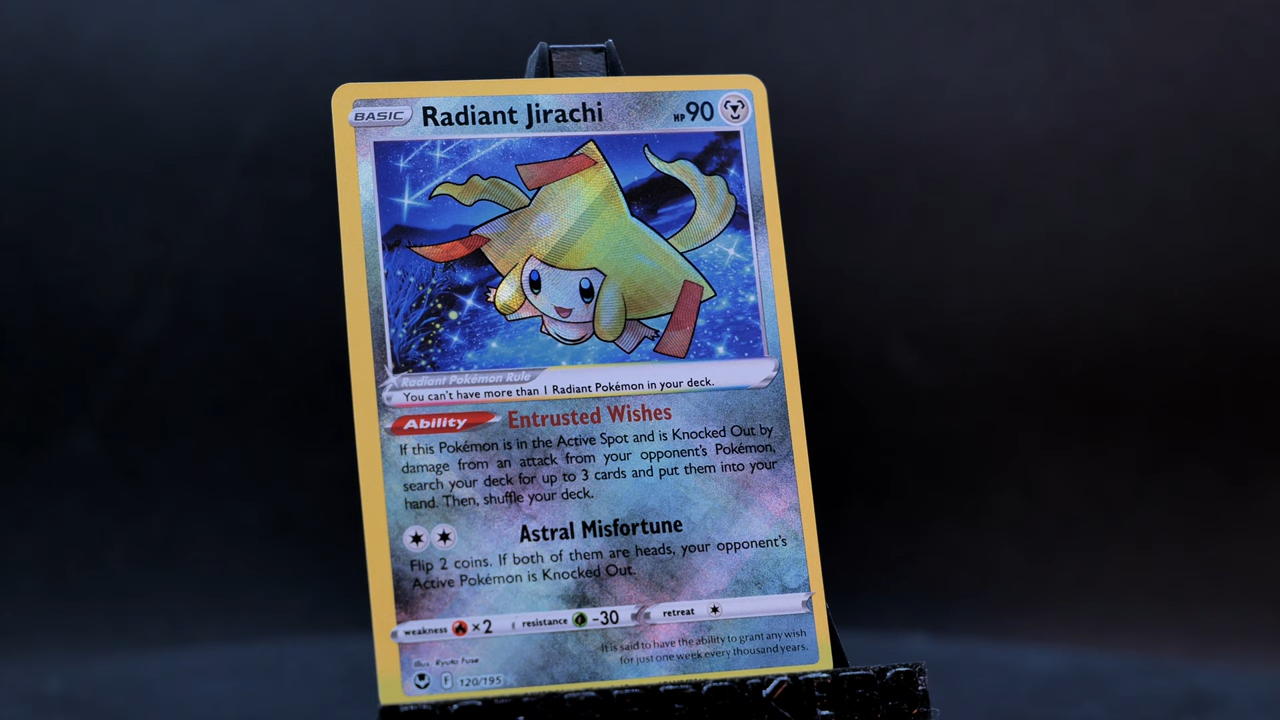 BASIC Radiant Jirachi HP 90
Radiant Pokémon Rule
You can't have more than 1 Radiant Pokémon in your deck.
Ability Entrusted Wishes
If this Pokémon is in the Active Spot and is Knocked Out by
damage from an attack from your opponent's Pokémon,
search your deck for up to 3 cards and put them into your
hand. Then, shuffle your deck.
Astral Misfortune
Flip 2 coins. If both of them are heads, your opponent's
Active Pokémon is Knocked Out.
weakness ×2 resistance -30 retreat
It is said to have the ability to grant any wish
for just one week every thousand years.
Illus. Ryuta Fuse
F 120/195